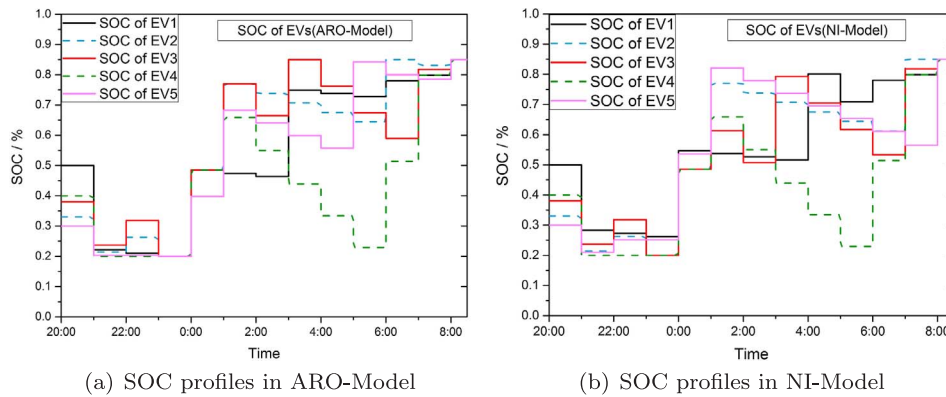 SOC of EVs(ARO-Model)
SOC of EV1
SOC of EV2
SOC of EV3
SOC of EV4
SOC of EV5
SOC / %
1.0
0.9
0.8
0.7
0.6
0.5
0.4
0.3
0.2
0.1
0.0
20:00 22:00 0:00 2:00 4:00 6:00 8:00
Time
(a) SOC profiles in ARO-Model
SOC of EVs(NI-Model)
SOC of EV1
SOC of EV2
SOC of EV3
SOC of EV4
SOC of EV5
SOC / %
1.0
0.9
0.8
0.7
0.6
0.5
0.4
0.3
0.2
0.1
0.0
20:00 22:00 0:00 2:00 4:00 6:00 8:00
Time
(b) SOC profiles in NI-Model